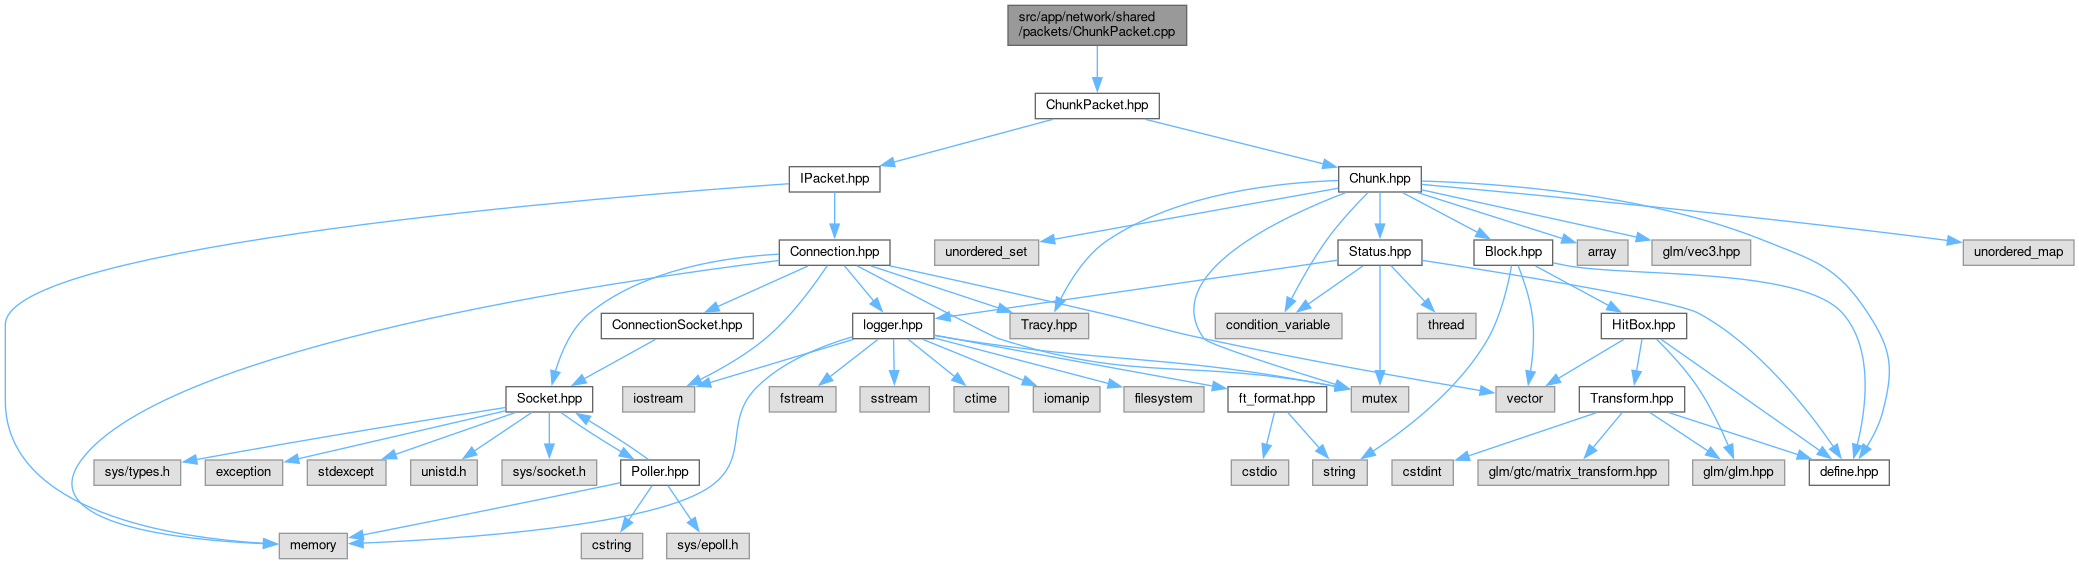 src/app/network/shared
/packets/ChunkPacket.cpp
ChunkPacket.hpp
IPacket.hpp
Chunk.hpp
Connection.hpp
unordered_set
Status.hpp
Block.hpp
array
glm/vec3.hpp
unordered_map
ConnectionSocket.hpp
logger.hpp
Tracy.hpp
condition_variable
thread
HitBox.hpp
Socket.hpp
iostream
fstream
sstream
ctime
iomanip
filesystem
ft_format.hpp
mutex
vector
Transform.hpp
sys/types.h
exception
stdexcept
unistd.h
sys/socket.h
Poller.hpp
cstdio
string
cstdint
glm/gtc/matrix_transform.hpp
glm/glm.hpp
define.hpp
memory
cstring
sys/epoll.h